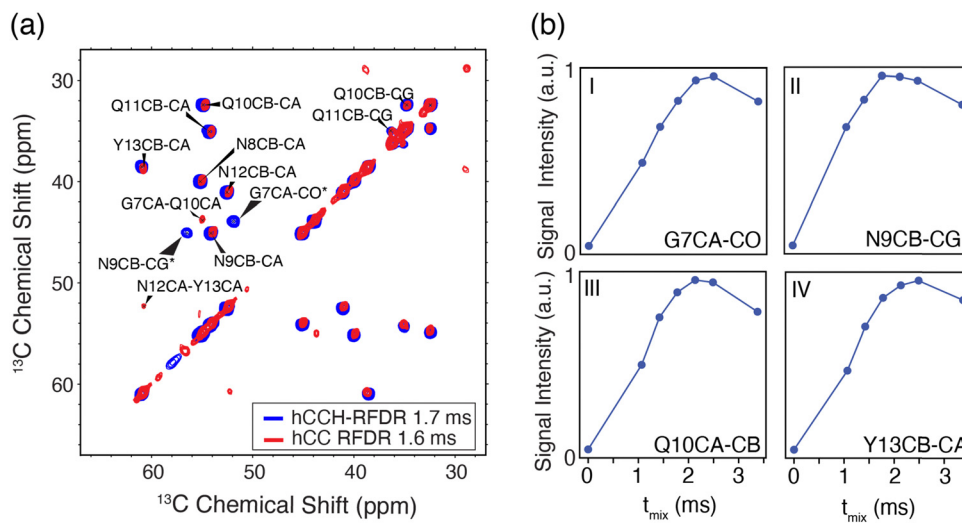 (a)
(b)
¹³C Chemical Shift (ppm)
30
40
50
60
Q11CB-CA
Q10CB-CA
Q10CB-CG
Q11CB-CG
Y13CB-CA
N8CB-CA
N12CB-CA
G7CA-CO*
G7CA-Q10CA
N9CB-CG*
N9CB-CA
N12CA-Y13CA
hCCH-RFDR 1.7 ms
hCC RFDR 1.6 ms
60
50
40
30
¹³C Chemical Shift (ppm)
Signal Intensity (a.u.)
1
0
I
G7CA-CO
II
N9CB-CG
Signal Intensity (a.u.)
1
0
III
Q10CA-CB
IV
Y13CB-CA
0 1 2 3
0 1 2 3
tmix (ms)
tmix (ms)